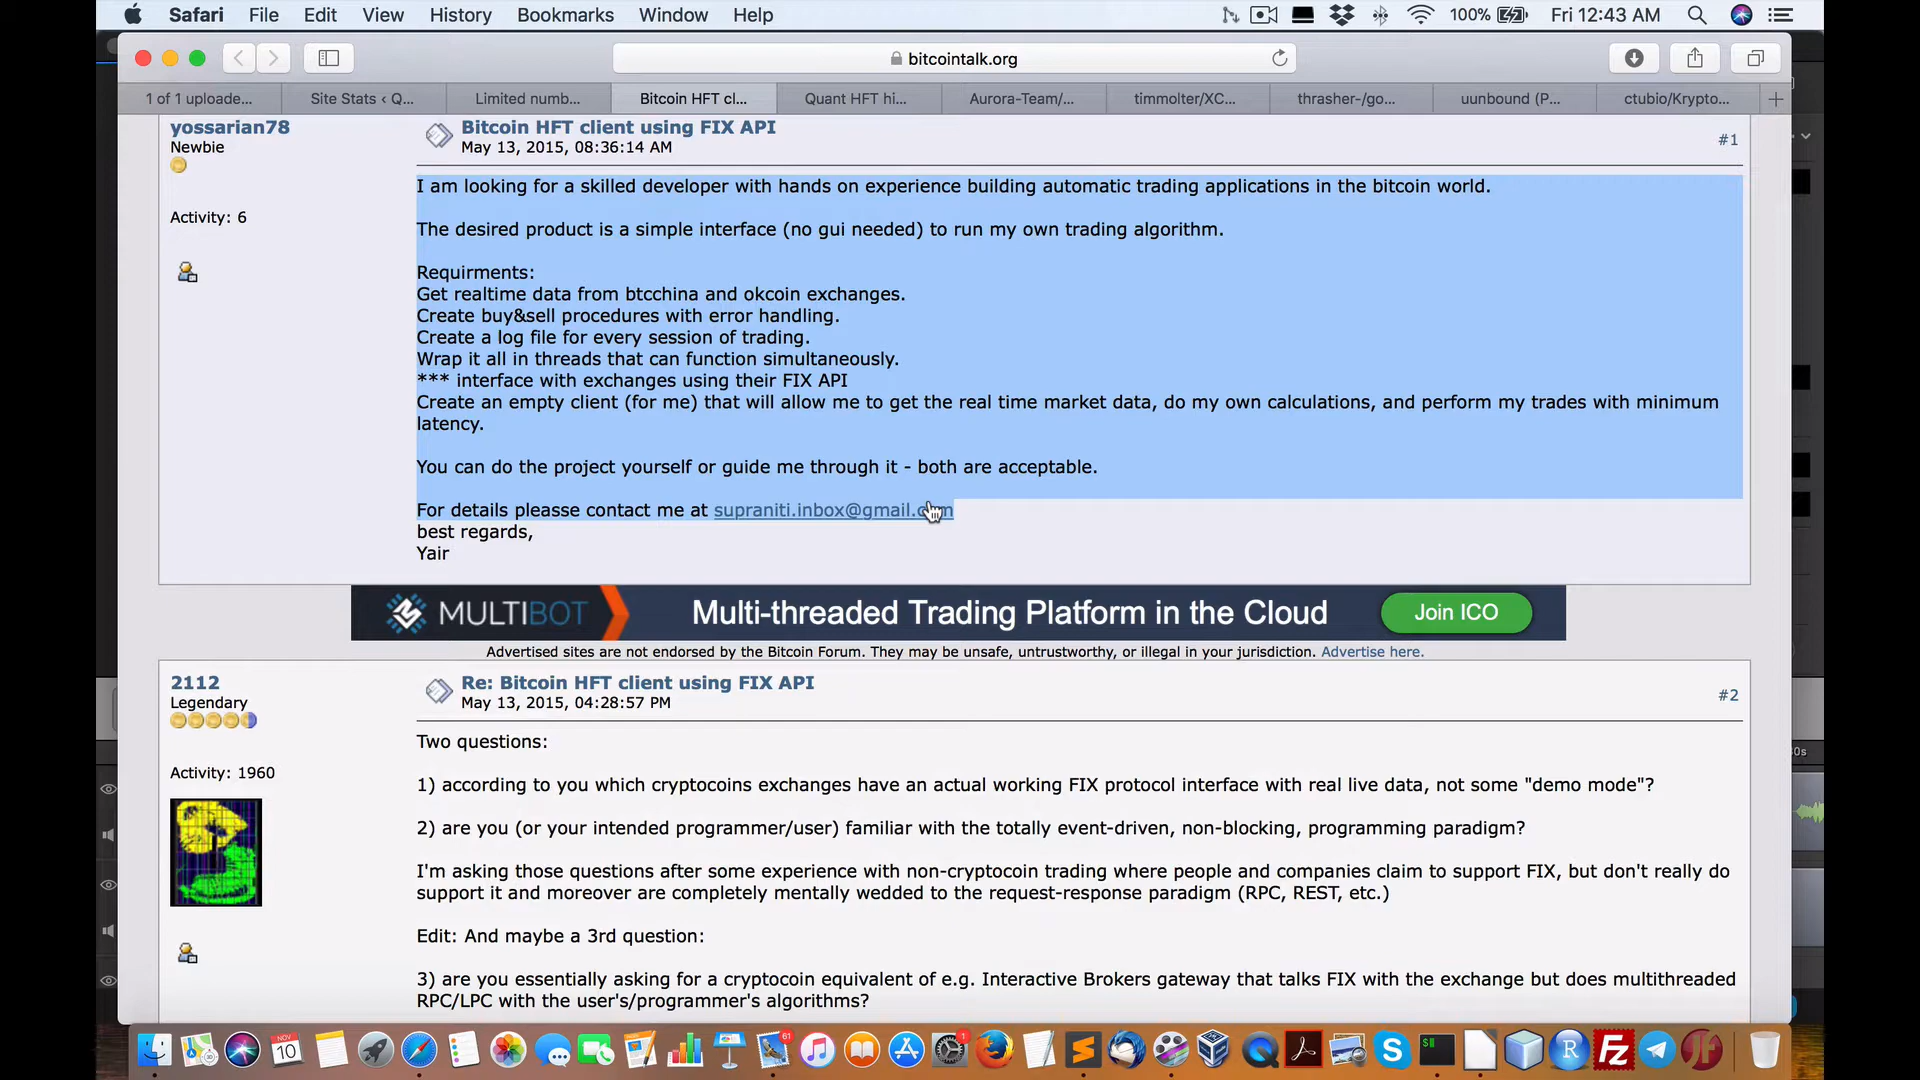 Safari File Edit View History Bookmarks Window Help 100% Fri 12:43 AM
bitcointalk.org
1 of 1 uploade... Site Stats ‹ Q... Limited numb... Bitcoin HFT cl... Quant HFT hi... Aurora-Team/... timmolter/XC... thrasher-/go... uunbound (P... ctubio/Krypto...
yossarian78 Bitcoin HFT client using FIX API
Newbie May 13, 2015, 08:36:14 AM #1
I am looking for a skilled developer with hands on experience building automatic trading applications in the bitcoin world.
Activity: 6
The desired product is a simple interface (no gui needed) to run my own trading algorithm.
Requirments:
Get realtime data from btcchina and okcoin exchanges.
Create buy&sell procedures with error handling.
Create a log file for every session of trading.
Wrap it all in threads that can function simultaneously.
*** interface with exchanges using their FIX API
Create an empty client (for me) that will allow me to get the real time market data, do my own calculations, and perform my trades with minimum
latency.
You can do the project yourself or guide me through it - both are acceptable.
For details pleasse contact me at supraniti.inbox@gmail.com
best regards,
Yair
MULTIBOT Multi-threaded Trading Platform in the Cloud Join ICO
Advertised sites are not endorsed by the Bitcoin Forum. They may be unsafe, untrustworthy, or illegal in your jurisdiction. Advertise here.
2112 Re: Bitcoin HFT client using FIX API
Legendary May 13, 2015, 04:28:57 PM #2
Two questions:
Activity: 1960
1) according to you which cryptocoins exchanges have an actual working FIX protocol interface with real live data, not some "demo mode"?
2) are you (or your intended programmer/user) familiar with the totally event-driven, non-blocking, programming paradigm?
I'm asking those questions after some experience with non-cryptocoin trading where people and companies claim to support FIX, but don't really do
support it and moreover are completely mentally wedded to the request-response paradigm (RPC, REST, etc.)
Edit: And maybe a 3rd question:
3) are you essentially asking for a cryptocoin equivalent of e.g. Interactive Brokers gateway that talks FIX with the exchange but does multithreaded
RPC/LPC with the user's/programmer's algorithms?
NOV
10
61
1